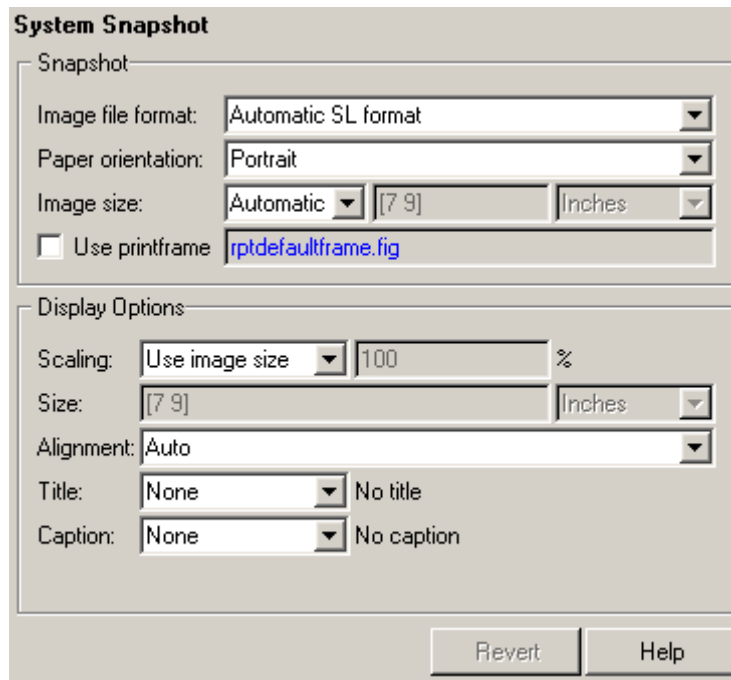 System Snapshot
Snapshot
Image file format: Automatic SL format
Paper orientation: Portrait
Image size: Automatic [7 9] Inches
Use printframe rptdefaultframe.fig
Display Options
Scaling: Use image size 100 %
Size: [7 9] Inches
Alignment: Auto
Title: None No title
Caption: None No caption
Revert Help